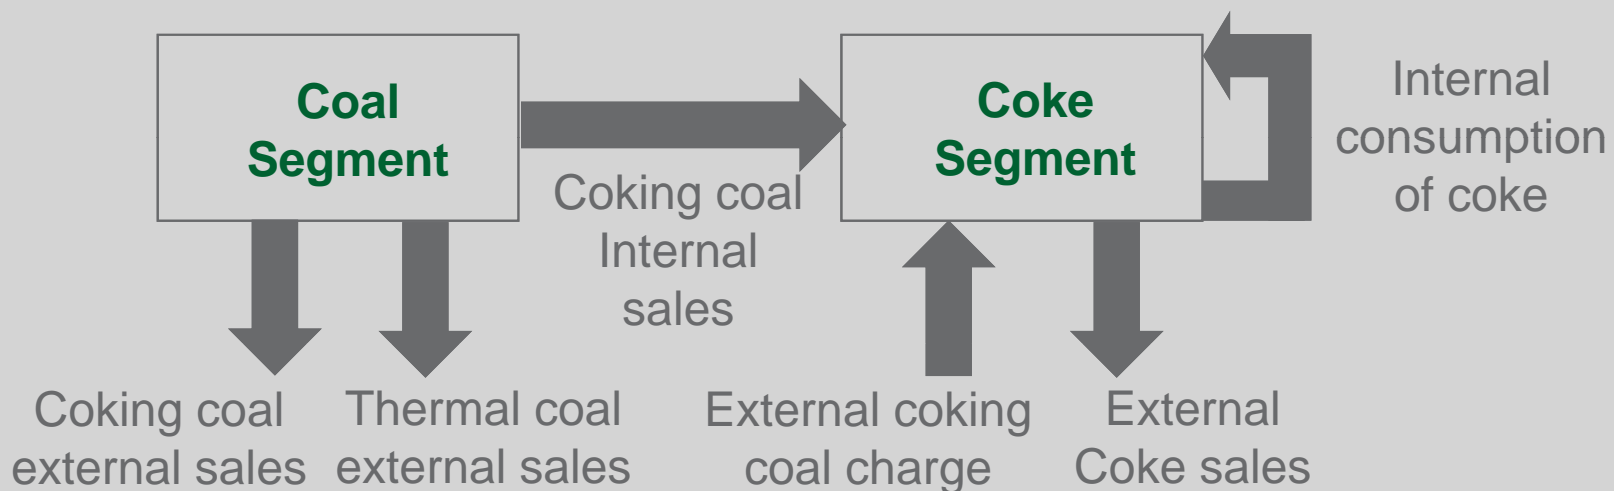 Coal
Segment
Coking coal
Internal
sales
Coke
Segment
Internal
consumption
of coke
Coking coal
external sales
Thermal coal
external sales
External coking
coal charge
External
Coke sales